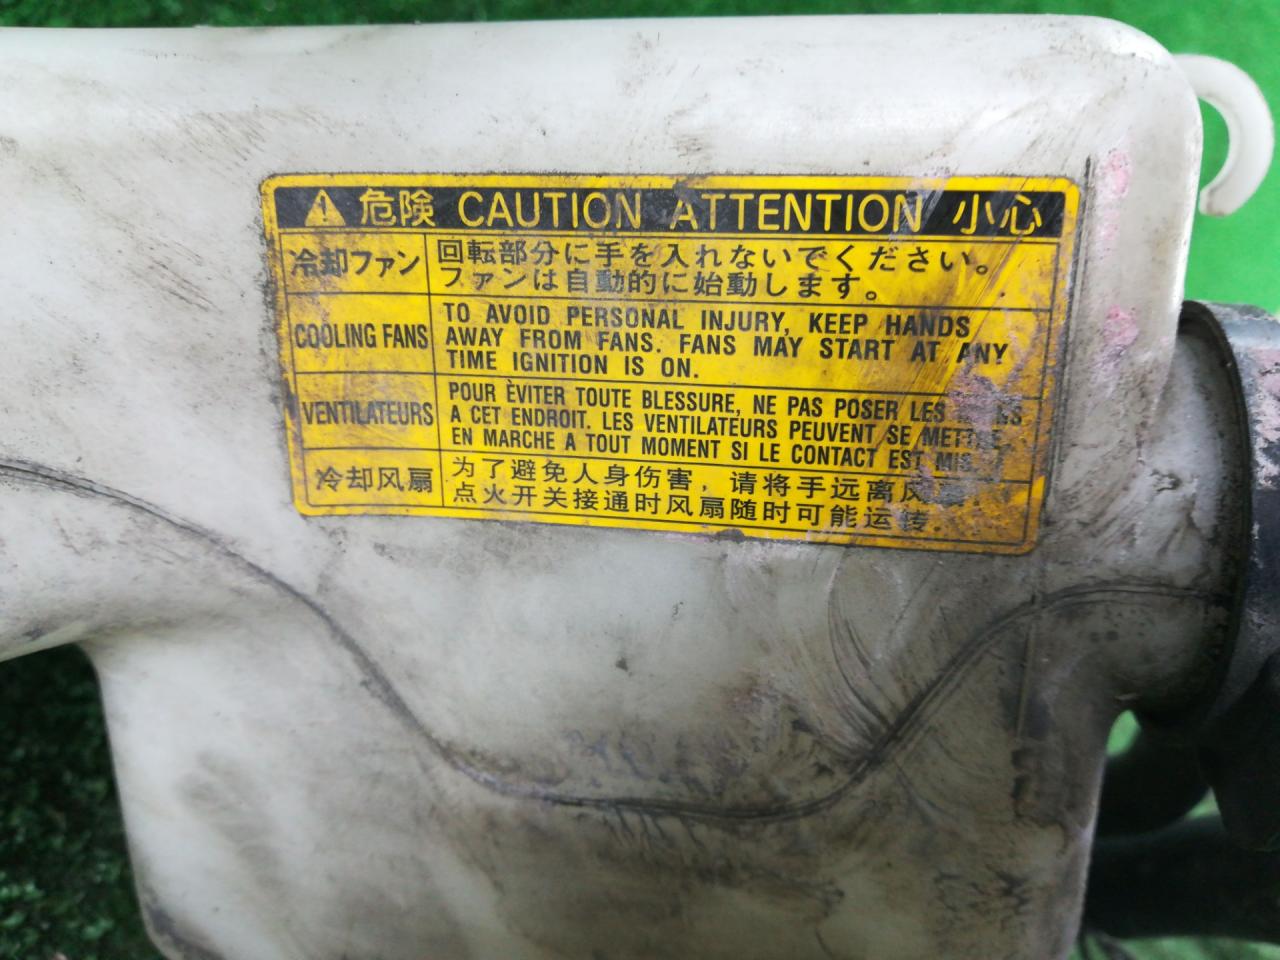 危険 CAUTION ATTENTION 小心
冷却ファン
回転部分に手を入れないでください。
ファンは自動的に始動します。
COOLING FANS
TO AVOID PERSONAL INJURY, KEEP HANDS
AWAY FROM FANS. FANS MAY START AT ANY
TIME IGNITION IS ON.
VENTILATEURS
POUR ÈVITER TOUTE BLESSURE, NE PAS POSER LES
A CET ENDROIT. LES VENTILATEURS PEUVENT SE METTRE
EN MARCHE A TOUT MOMENT SI LE CONTACT EST MIS
冷却风扇
为了避免人身伤害，请将手远离风
点火开关接通时风扇随时可能运转.